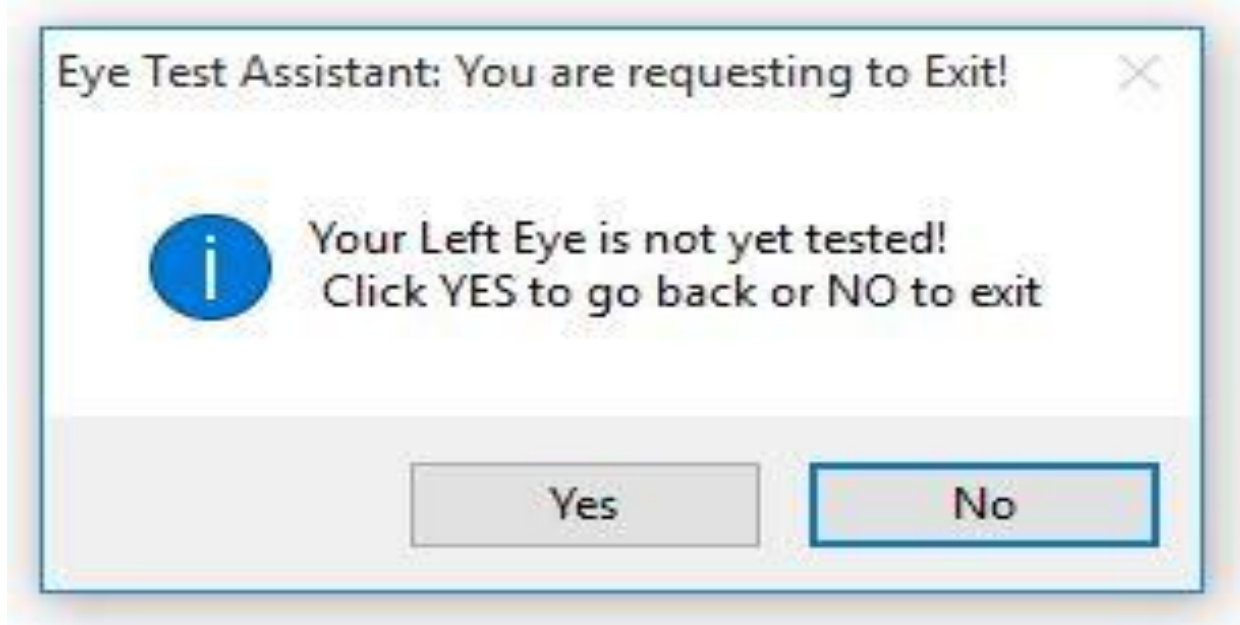 Eye Test Assistant: You are requesting to Exit!
Your Left Eye is not yet tested!
Click YES to go back or NO to exit
Yes No